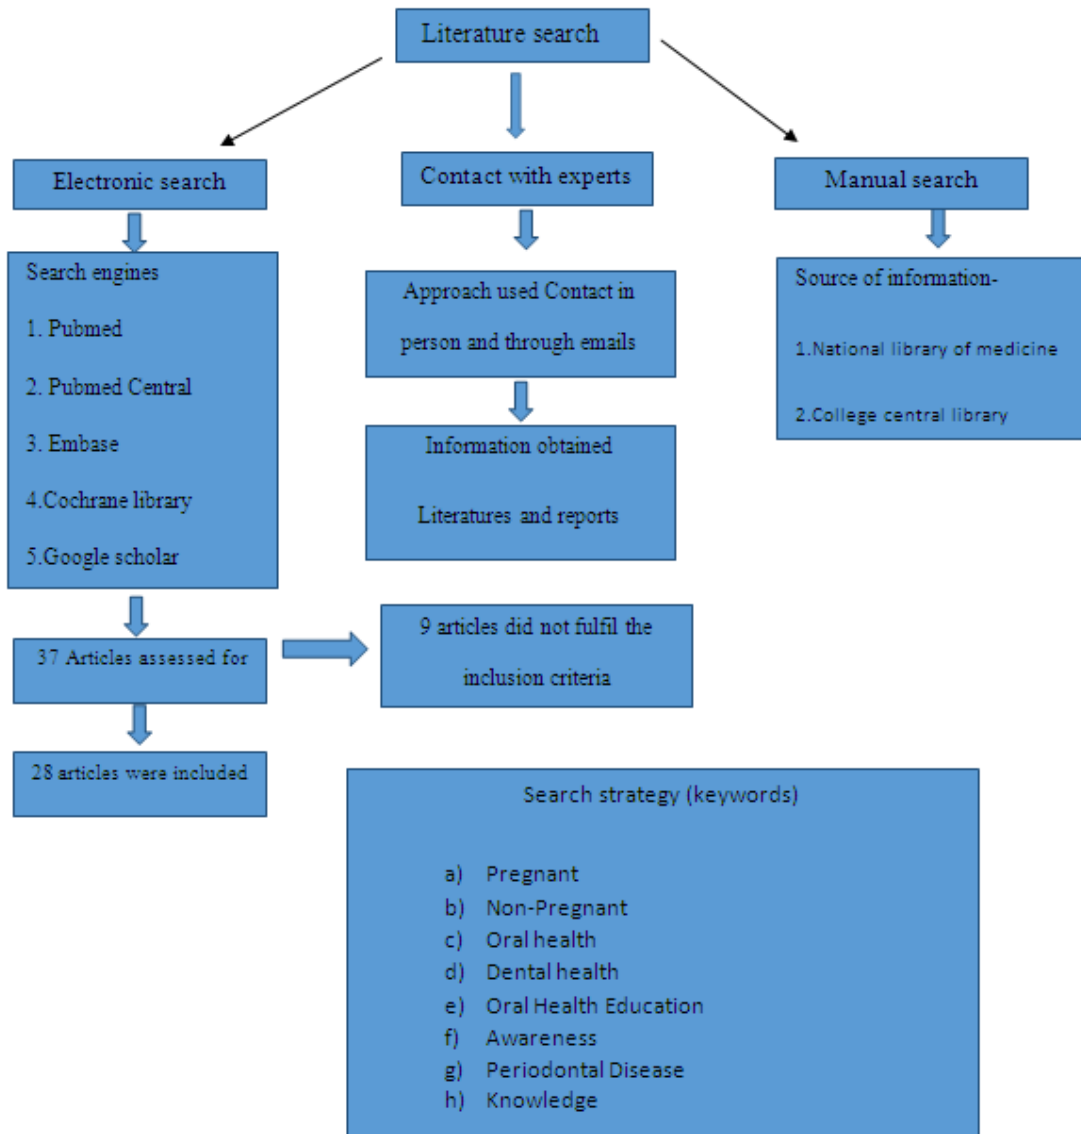 Literature search
Electronic search
Contact with experts
Manual search
Search engines
1. Pubmed
2. Pubmed Central
3. Embase
4.Cochrane library
5.Google scholar
Approach used Contact in
person and through emails
Information obtained
Literatures and reports
Source of information-
1.National library of medicine
2.College central library
37 Articles assessed for
9 articles did not fulfil the
inclusion criteria
28 articles were included
Search strategy (keywords)
a) Pregnant
b) Non-Pregnant
c) Oral health
d) Dental health
e) Oral Health Education
f) Awareness
g) Periodontal Disease
h) Knowledge